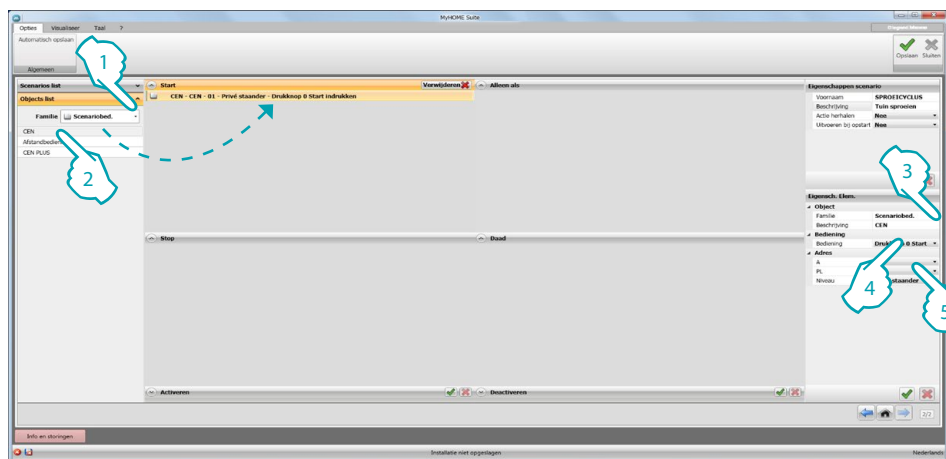 MyHOME Suite
Opties Visualiseer Taal ?
Automatisch opslaan
Algemeen
Opslaan Sluiten
1
Scenarios list
Objects list
Familie Scenariobed.
CEN
CEN PLUS
2
Start Verwijderen
CEN - CEN - 01 - Privé staander - Drukknop 0 Start indrukken
Alleen als
Stop
Daad
Activeren
Deactiveren
Eigenschappen scenario
Voornaam SPROEICYCLUS
Beschrijving Tuin sproeien
Actie herhalen Nee
Uitvoeren bij opstart Nee
3
Eigensch. Elem.
Object
Familie Scenariobed.
Beschrijving CEN
Bediening
Bediening 0 Start
Adres
A
PL
Niveau staander
4
5
2/2
Info en storingen
Installatie niet opgeslagen
Nederlands